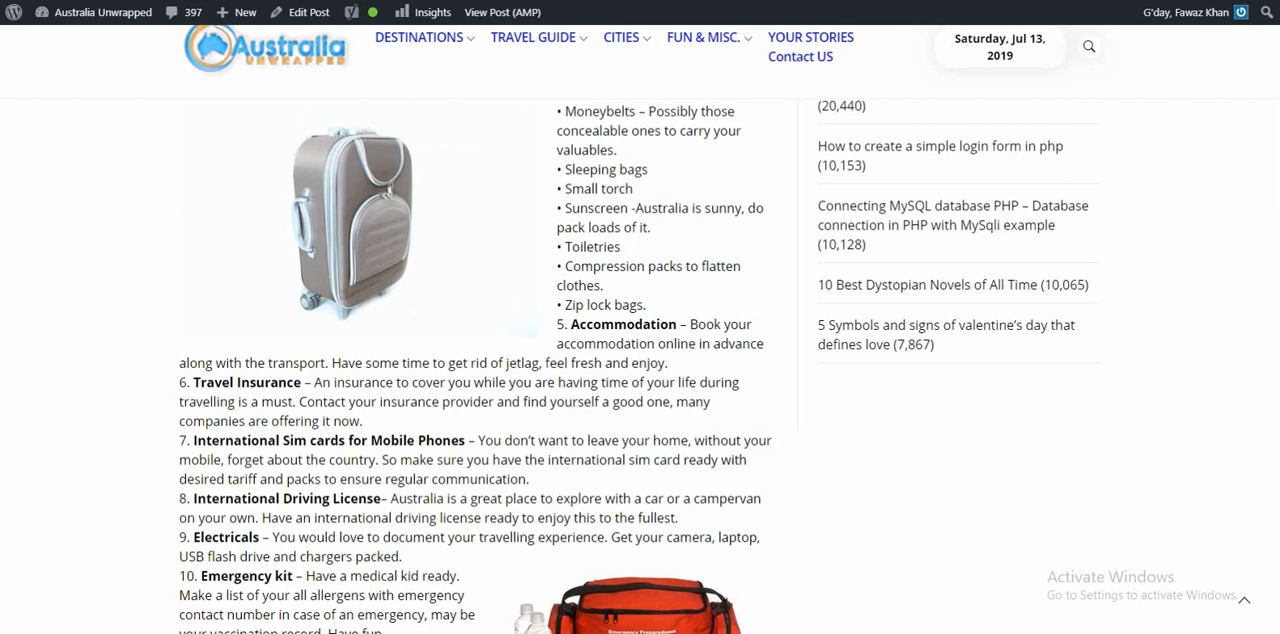 Australia Unwrapped 397 New Edit Post Insights View Post (AMP) G'day, Fawaz Khan
Australia
UNWRAPPED
DESTINATIONS TRAVEL GUIDE CITIES FUN & MISC. YOUR STORIES
Contact US
Saturday, Jul 13,
2019
• Moneybelts – Possibly those
concealable ones to carry your
valuables.
• Sleeping bags
• Small torch
• Sunscreen -Australia is sunny, do
pack loads of it.
• Toiletries
• Compression packs to flatten
clothes.
• Zip lock bags.
5. Accommodation – Book your
accommodation online in advance
along with the transport. Have some time to get rid of jetlag, feel fresh and enjoy.
6. Travel Insurance – An insurance to cover you while you are having time of your life during
travelling is a must. Contact your insurance provider and find yourself a good one, many
companies are offering it now.
7. International Sim cards for Mobile Phones – You don't want to leave your home, without your
mobile, forget about the country. So make sure you have the international sim card ready with
desired tariff and packs to ensure regular communication.
8. International Driving License– Australia is a great place to explore with a car or a campervan
on your own. Have an international driving license ready to enjoy this to the fullest.
9. Electricals – You would love to document your travelling experience. Get your camera, laptop,
USB flash drive and chargers packed.
10. Emergency kit – Have a medical kid ready.
Make a list of your all allergens with emergency
contact number in case of an emergency, may be
your vaccination record. Have fun
Emergency Preparedness
(20,440)
How to create a simple login form in php
(10,153)
Connecting MySQL database PHP – Database
connection in PHP with MySqli example
(10,128)
10 Best Dystopian Novels of All Time (10,065)
5 Symbols and signs of valentine's day that
defines love (7,867)
Activate Windows
Go to Settings to activate Windows.